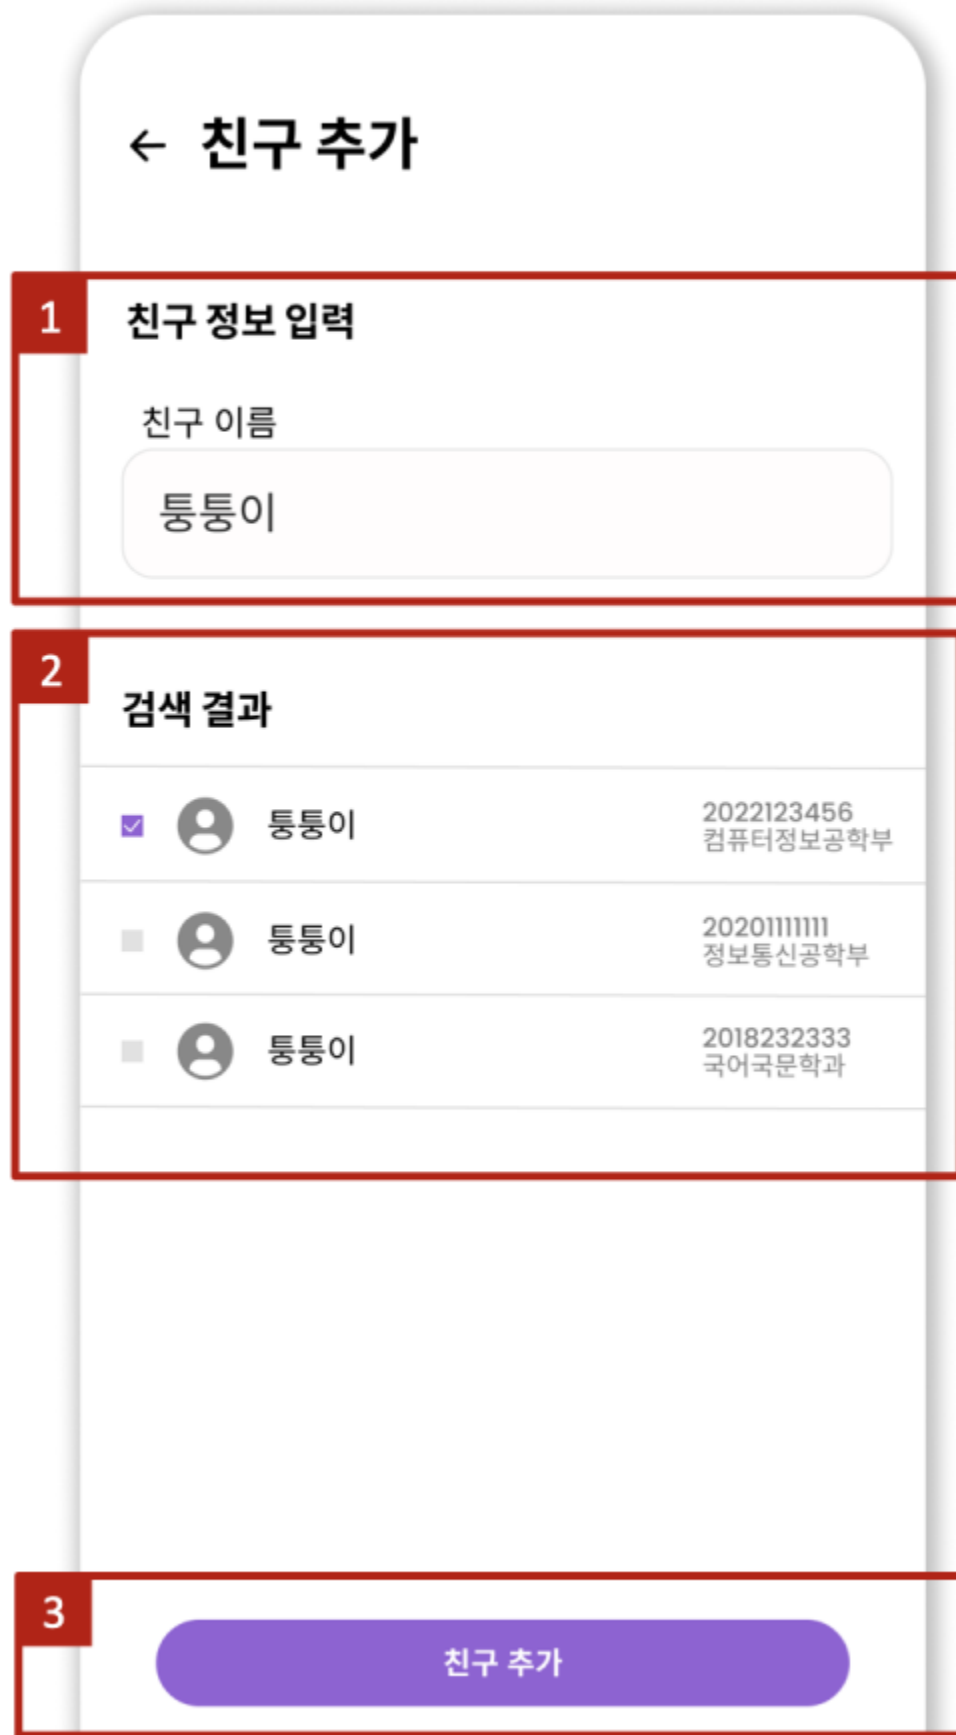 ← 친구 추가
1
친구 정보 입력
친구 이름
퉁퉁이
2
검색 결과
퉁퉁이
2022123456
컴퓨터정보공학부
퉁퉁이
20201111111
정보통신공학부
퉁퉁이
2018232333
국어국문학과
3
친구 추가